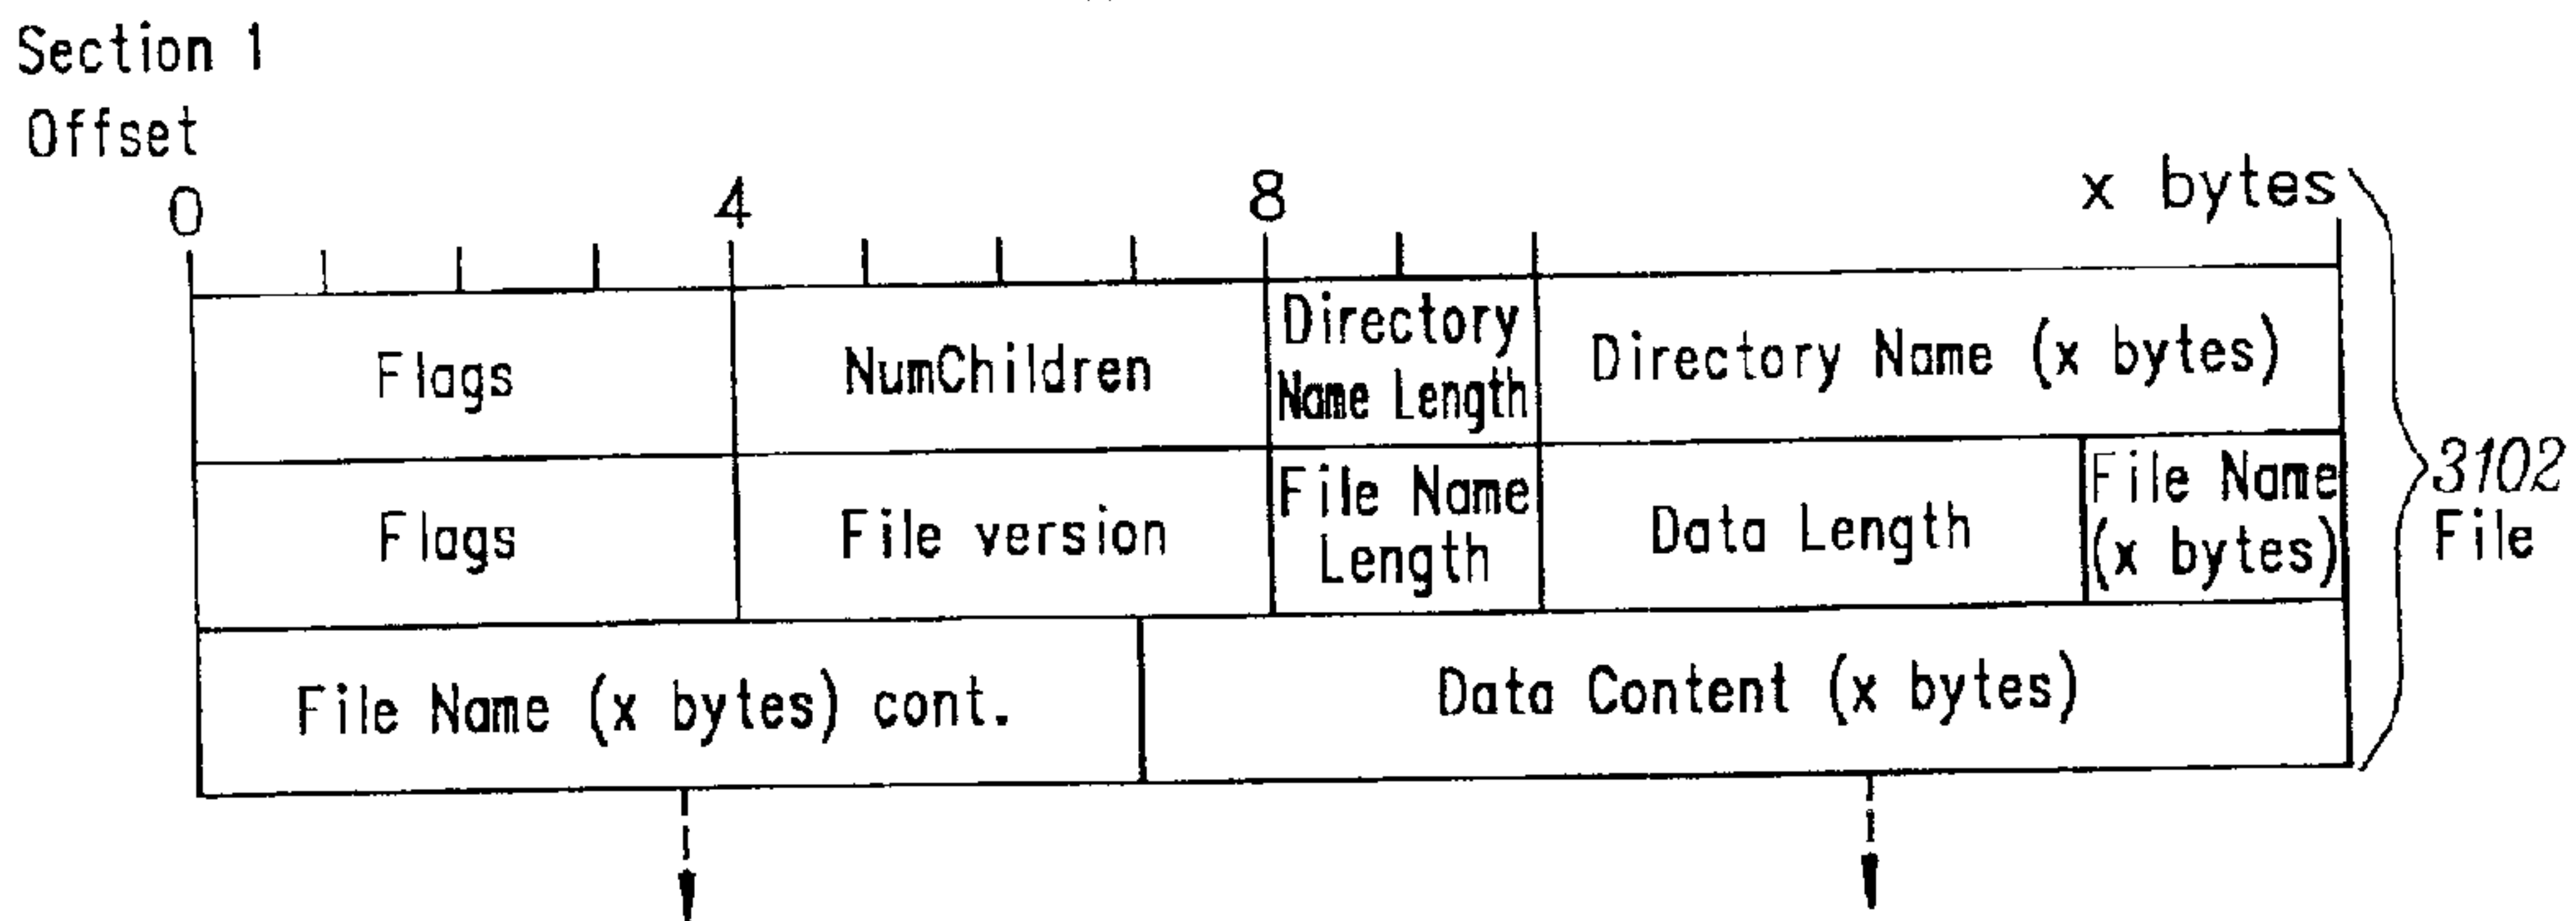 Section 1
Offset
0 4 8 x bytes
Flags NumChildren Directory Name Length Directory Name (x bytes)
Flags File version File Name Length Data Length File Name (x bytes)
File Name (x bytes) cont. Data Content (x bytes)
3102
File